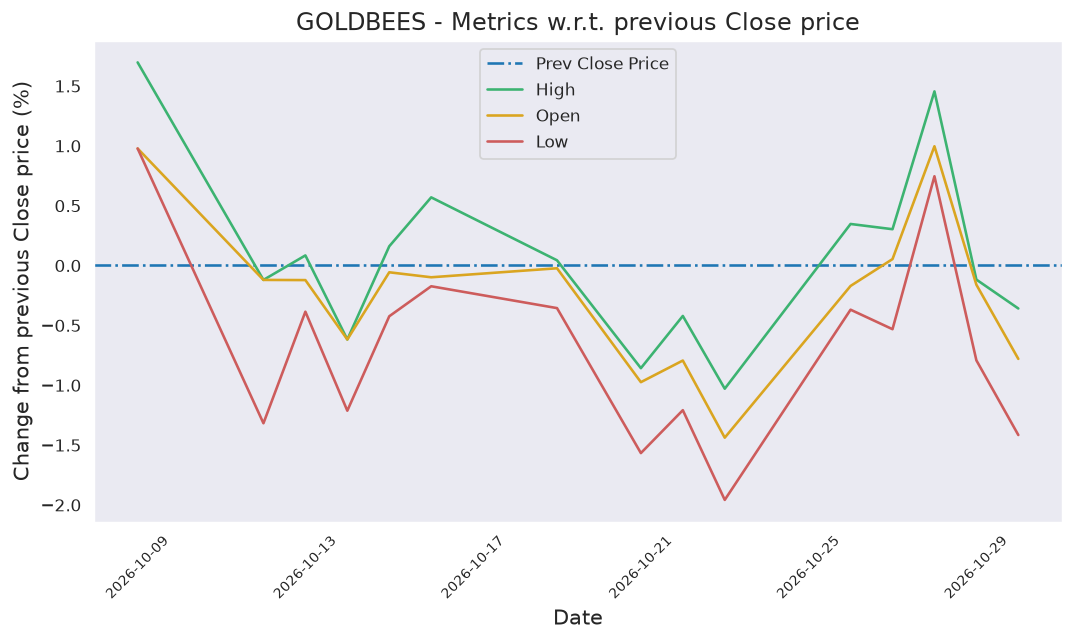 GOLDBEES - Metrics w.r.t. previous Close price
Prev Close Price
High
Open
Low
Change from previous Close price (%)
1.5
1.0
0.5
0.0
−0.5
−1.0
−1.5
−2.0
2026-10-09
2026-10-13
2026-10-17
2026-10-21
2026-10-25
2026-10-29
Date